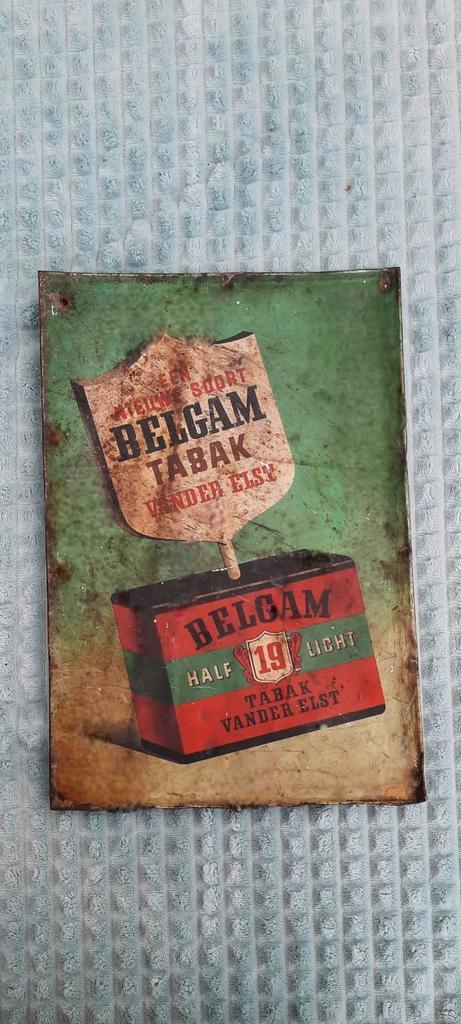 EEN
NIEUW SOORT
BELGAM
TABAK
VANDER ELST
BELGAM
HALF 19 LICHT
TABAK
VANDER ELST